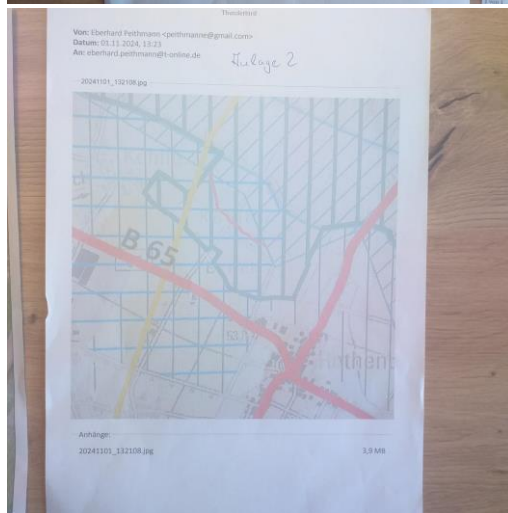 Thunderbird
Von: Eberhard Peithmann <peithmanne@gmail.com>
Datum: 01.11.2024, 13:23
An: eberhard.peithmann@t-online.de
Anlage 2
20241101_132108.jpg
B 65
Anhänge:
20241101_132108.jpg 3,9 MB